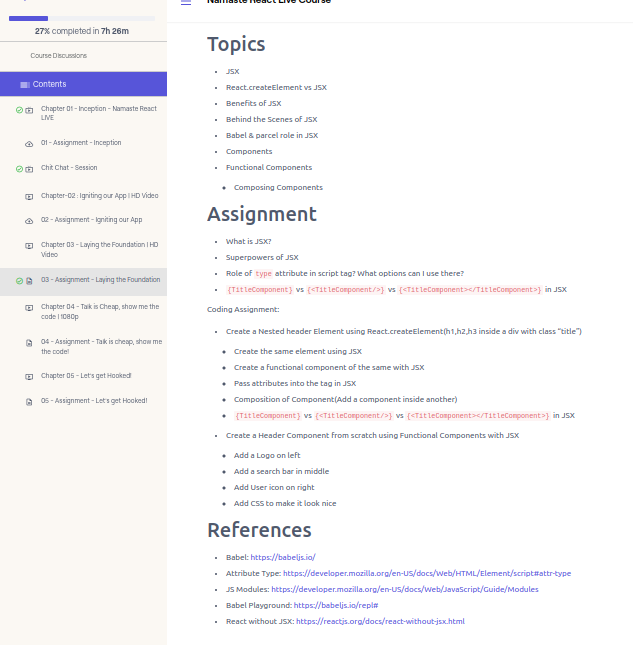 Namaste React Live Course
27% completed in 7h 26m
Course Discussions
Contents
Chapter 01 - Inception - Namaste React
LIVE
01 - Assignment - Inception
Chit Chat - Session
Chapter-02 : Igniting our App | HD Video
02 - Assignment - Igniting our App
Chapter 03 - Laying the Foundation | HD
Video
03 - Assignment - Laying the Foundation
Chapter 04 - Talk is Cheap, show me the
code | 1080p
04 - Assignment - Talk is cheap, show me
the code!
Chapter 05 - Let's get Hooked!
05 - Assignment - Let's get Hooked!
Topics
JSX
React.createElement vs JSX
Benefits of JSX
Behind the Scenes of JSX
Babel & parcel role in JSX
Components
Functional Components
Composing Components
Assignment
What is JSX?
Superpowers of JSX
Role of type attribute in script tag? What options can I use there?
{TitleComponent} vs {<TitleComponent/>} vs {<TitleComponent></TitleComponent>} in JSX
Coding Assignment:
Create a Nested header Element using React.createElement(h1,h2,h3 inside a div with class "title")
Create the same element using JSX
Create a functional component of the same with JSX
Pass attributes into the tag in JSX
Composition of Component(Add a component inside another)
{TitleComponent} vs {<TitleComponent/>} vs {<TitleComponent></TitleComponent>} in JSX
Create a Header Component from scratch using Functional Components with JSX
Add a Logo on left
Add a search bar in middle
Add User icon on right
Add CSS to make it look nice
References
Babel: https://babeljs.io/
Attribute Type: https://developer.mozilla.org/en-US/docs/Web/HTML/Element/script#attr-type
JS Modules: https://developer.mozilla.org/en-US/docs/Web/JavaScript/Guide/Modules
Babel Playground: https://babeljs.io/repl#
React without JSX: https://reactjs.org/docs/react-without-jsx.html